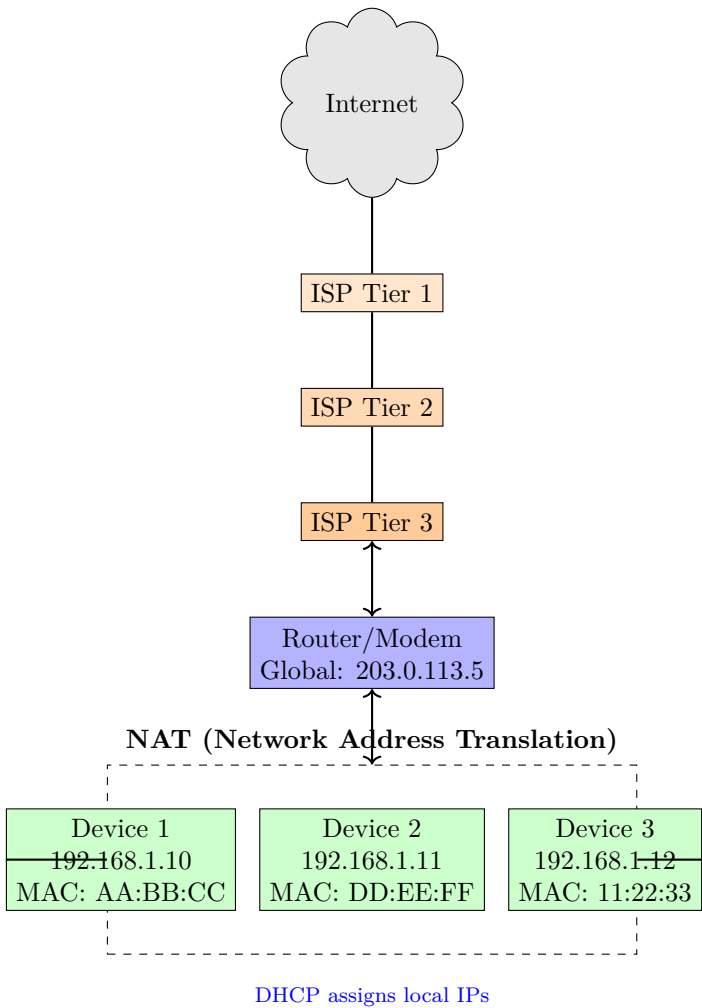 Internet
ISP Tier 1
ISP Tier 2
ISP Tier 3
Router/Modem
Global: 203.0.113.5
NAT (Network Address Translation)
Device 1
192.168.1.10
MAC: AA:BB:CC
Device 2
192.168.1.11
MAC: DD:EE:FF
Device 3
192.168.1.12
MAC: 11:22:33
DHCP assigns local IPs